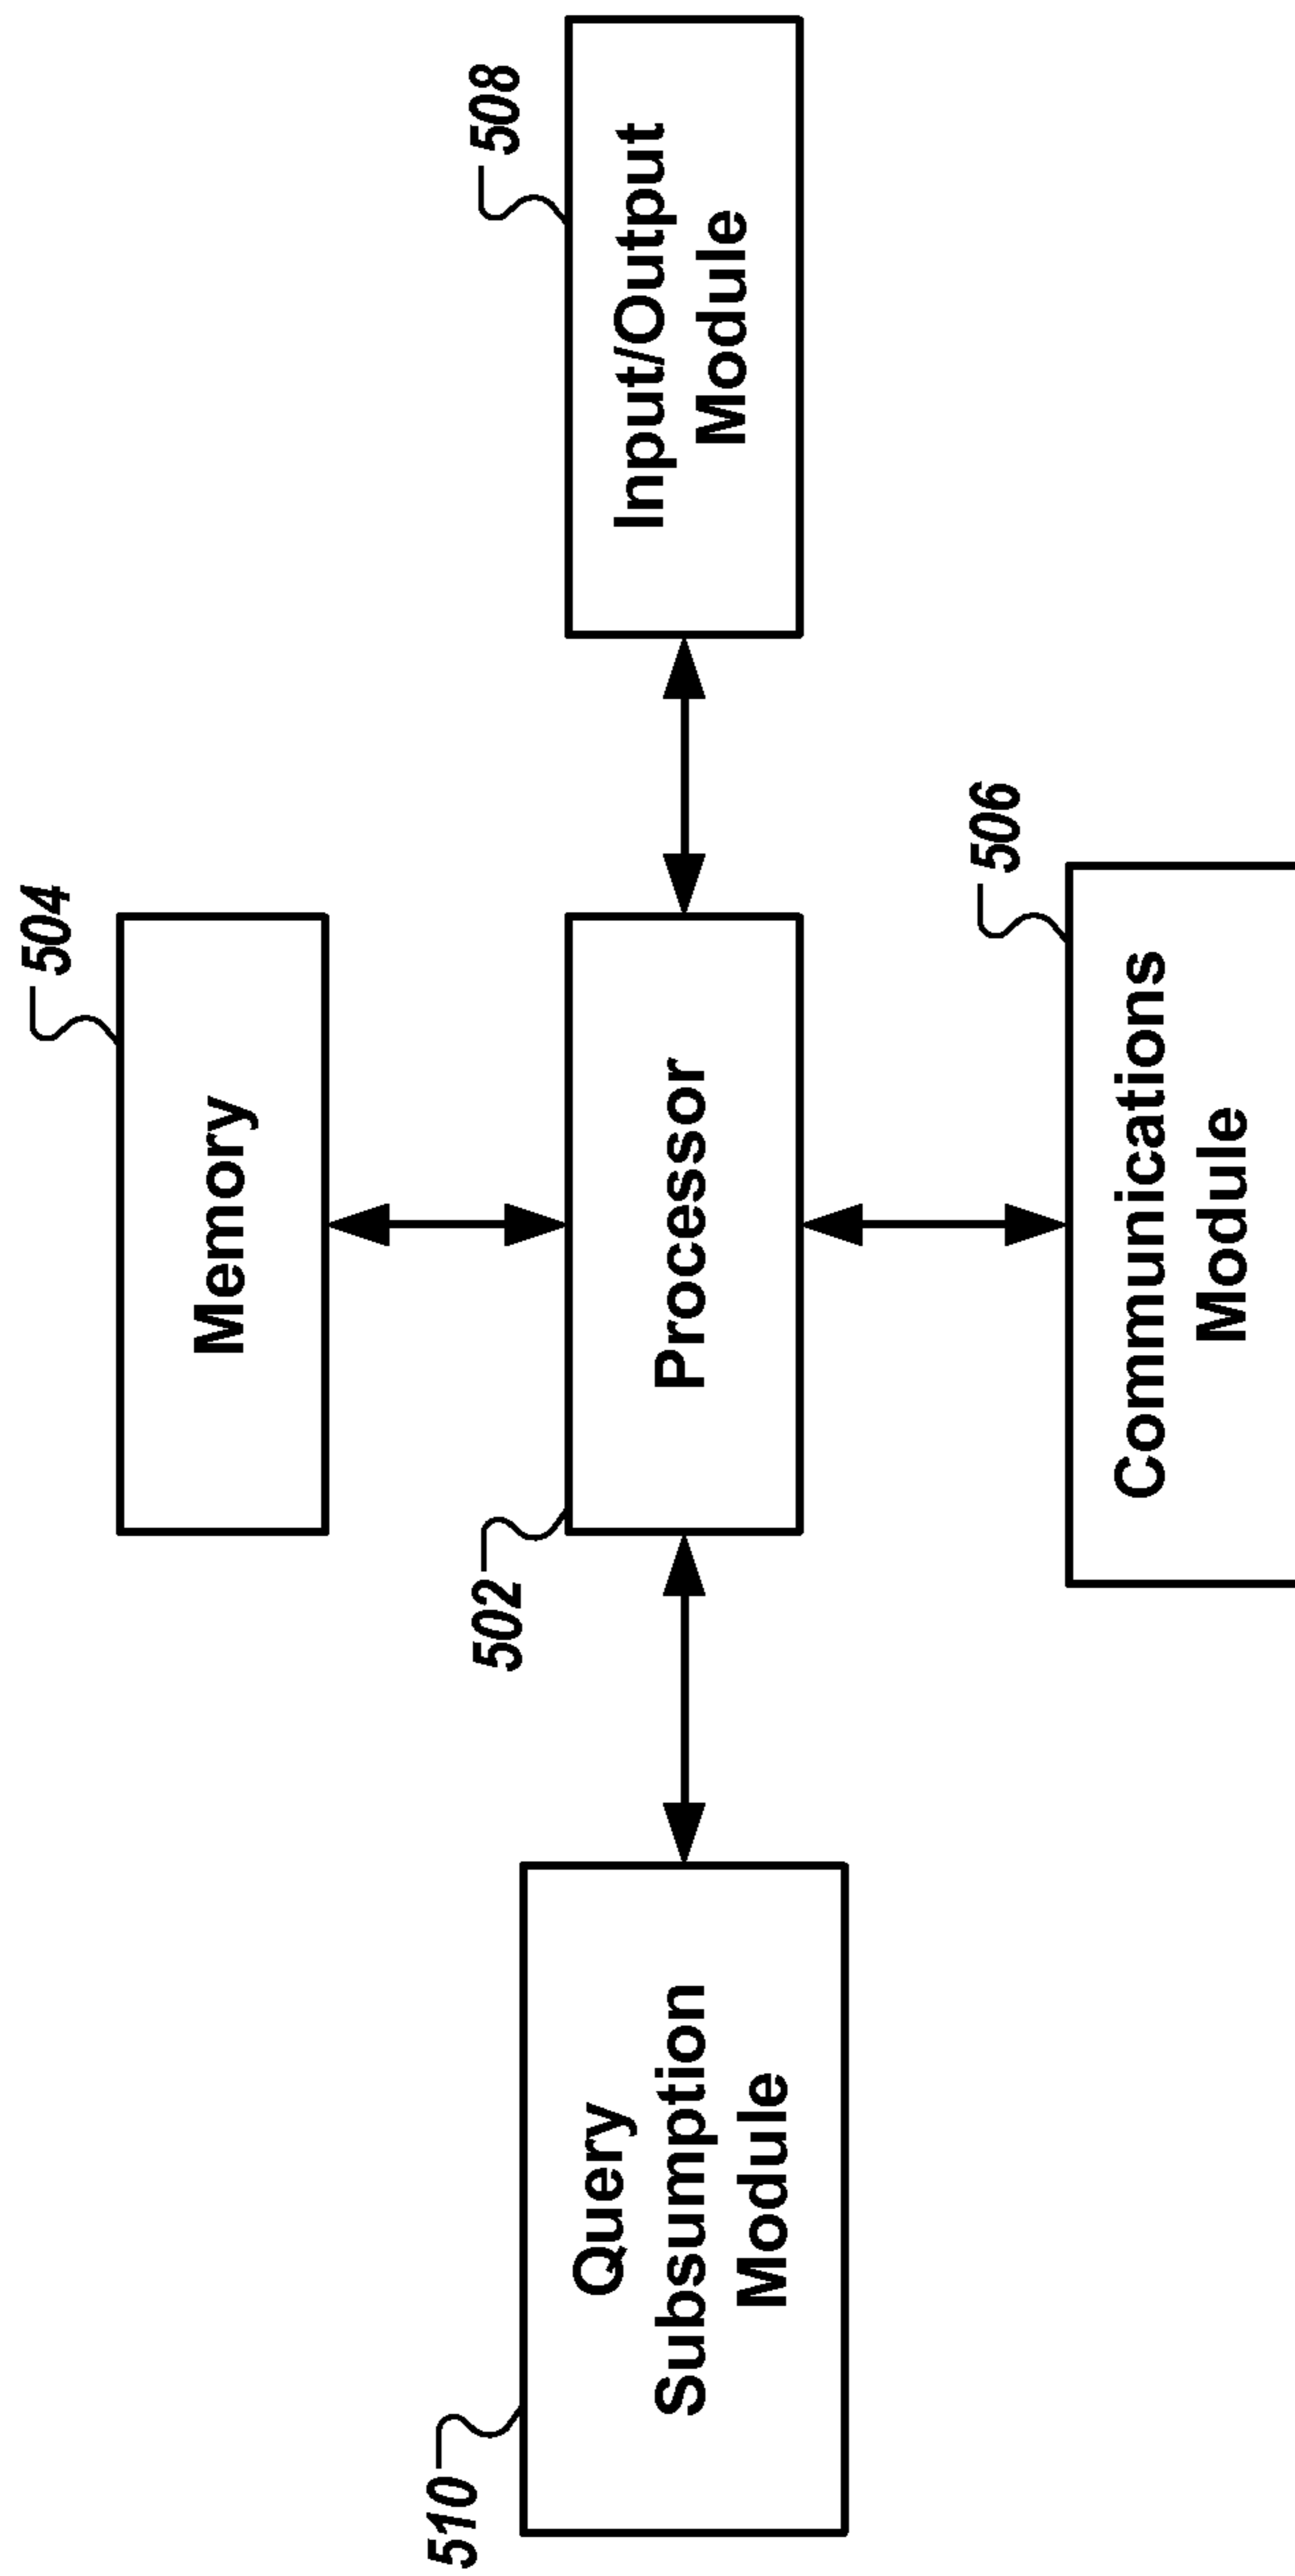 504
Memory
510
Query
Subsumption
Module
502
Processor
508
Input/Output
Module
506
Communications
Module